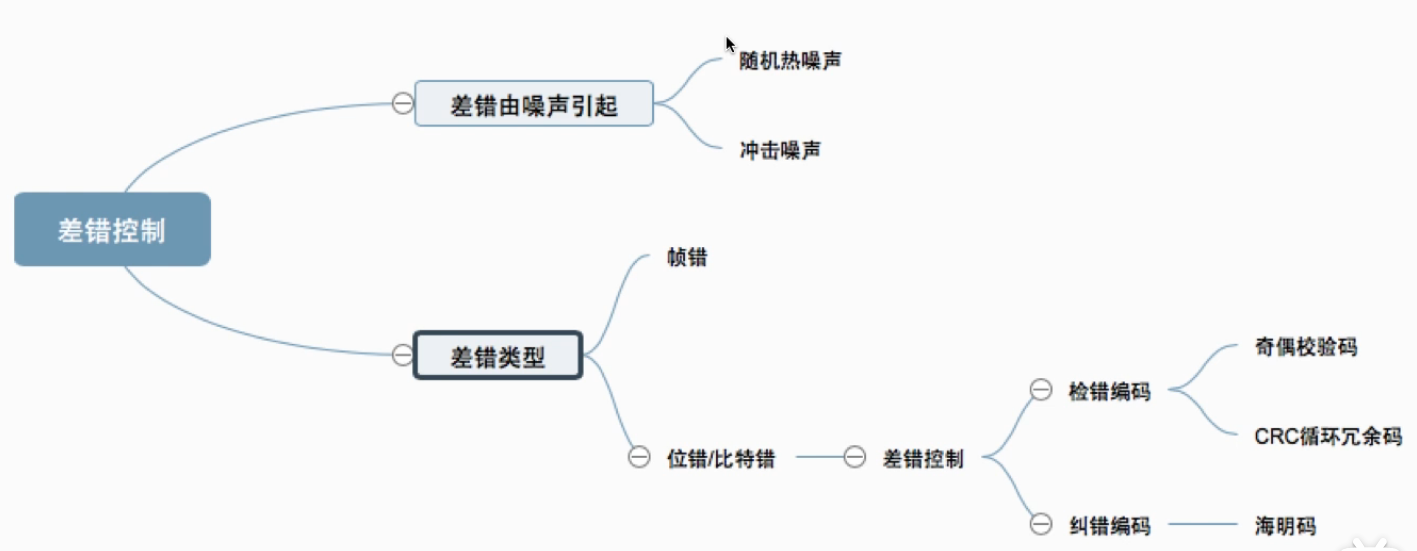 随机热噪声
差错由噪声引起
冲击噪声
差错控制
帧错
差错类型
奇偶校验码
检错编码
CRC循环冗余码
位错/比特错
差错控制
纠错编码
海明码